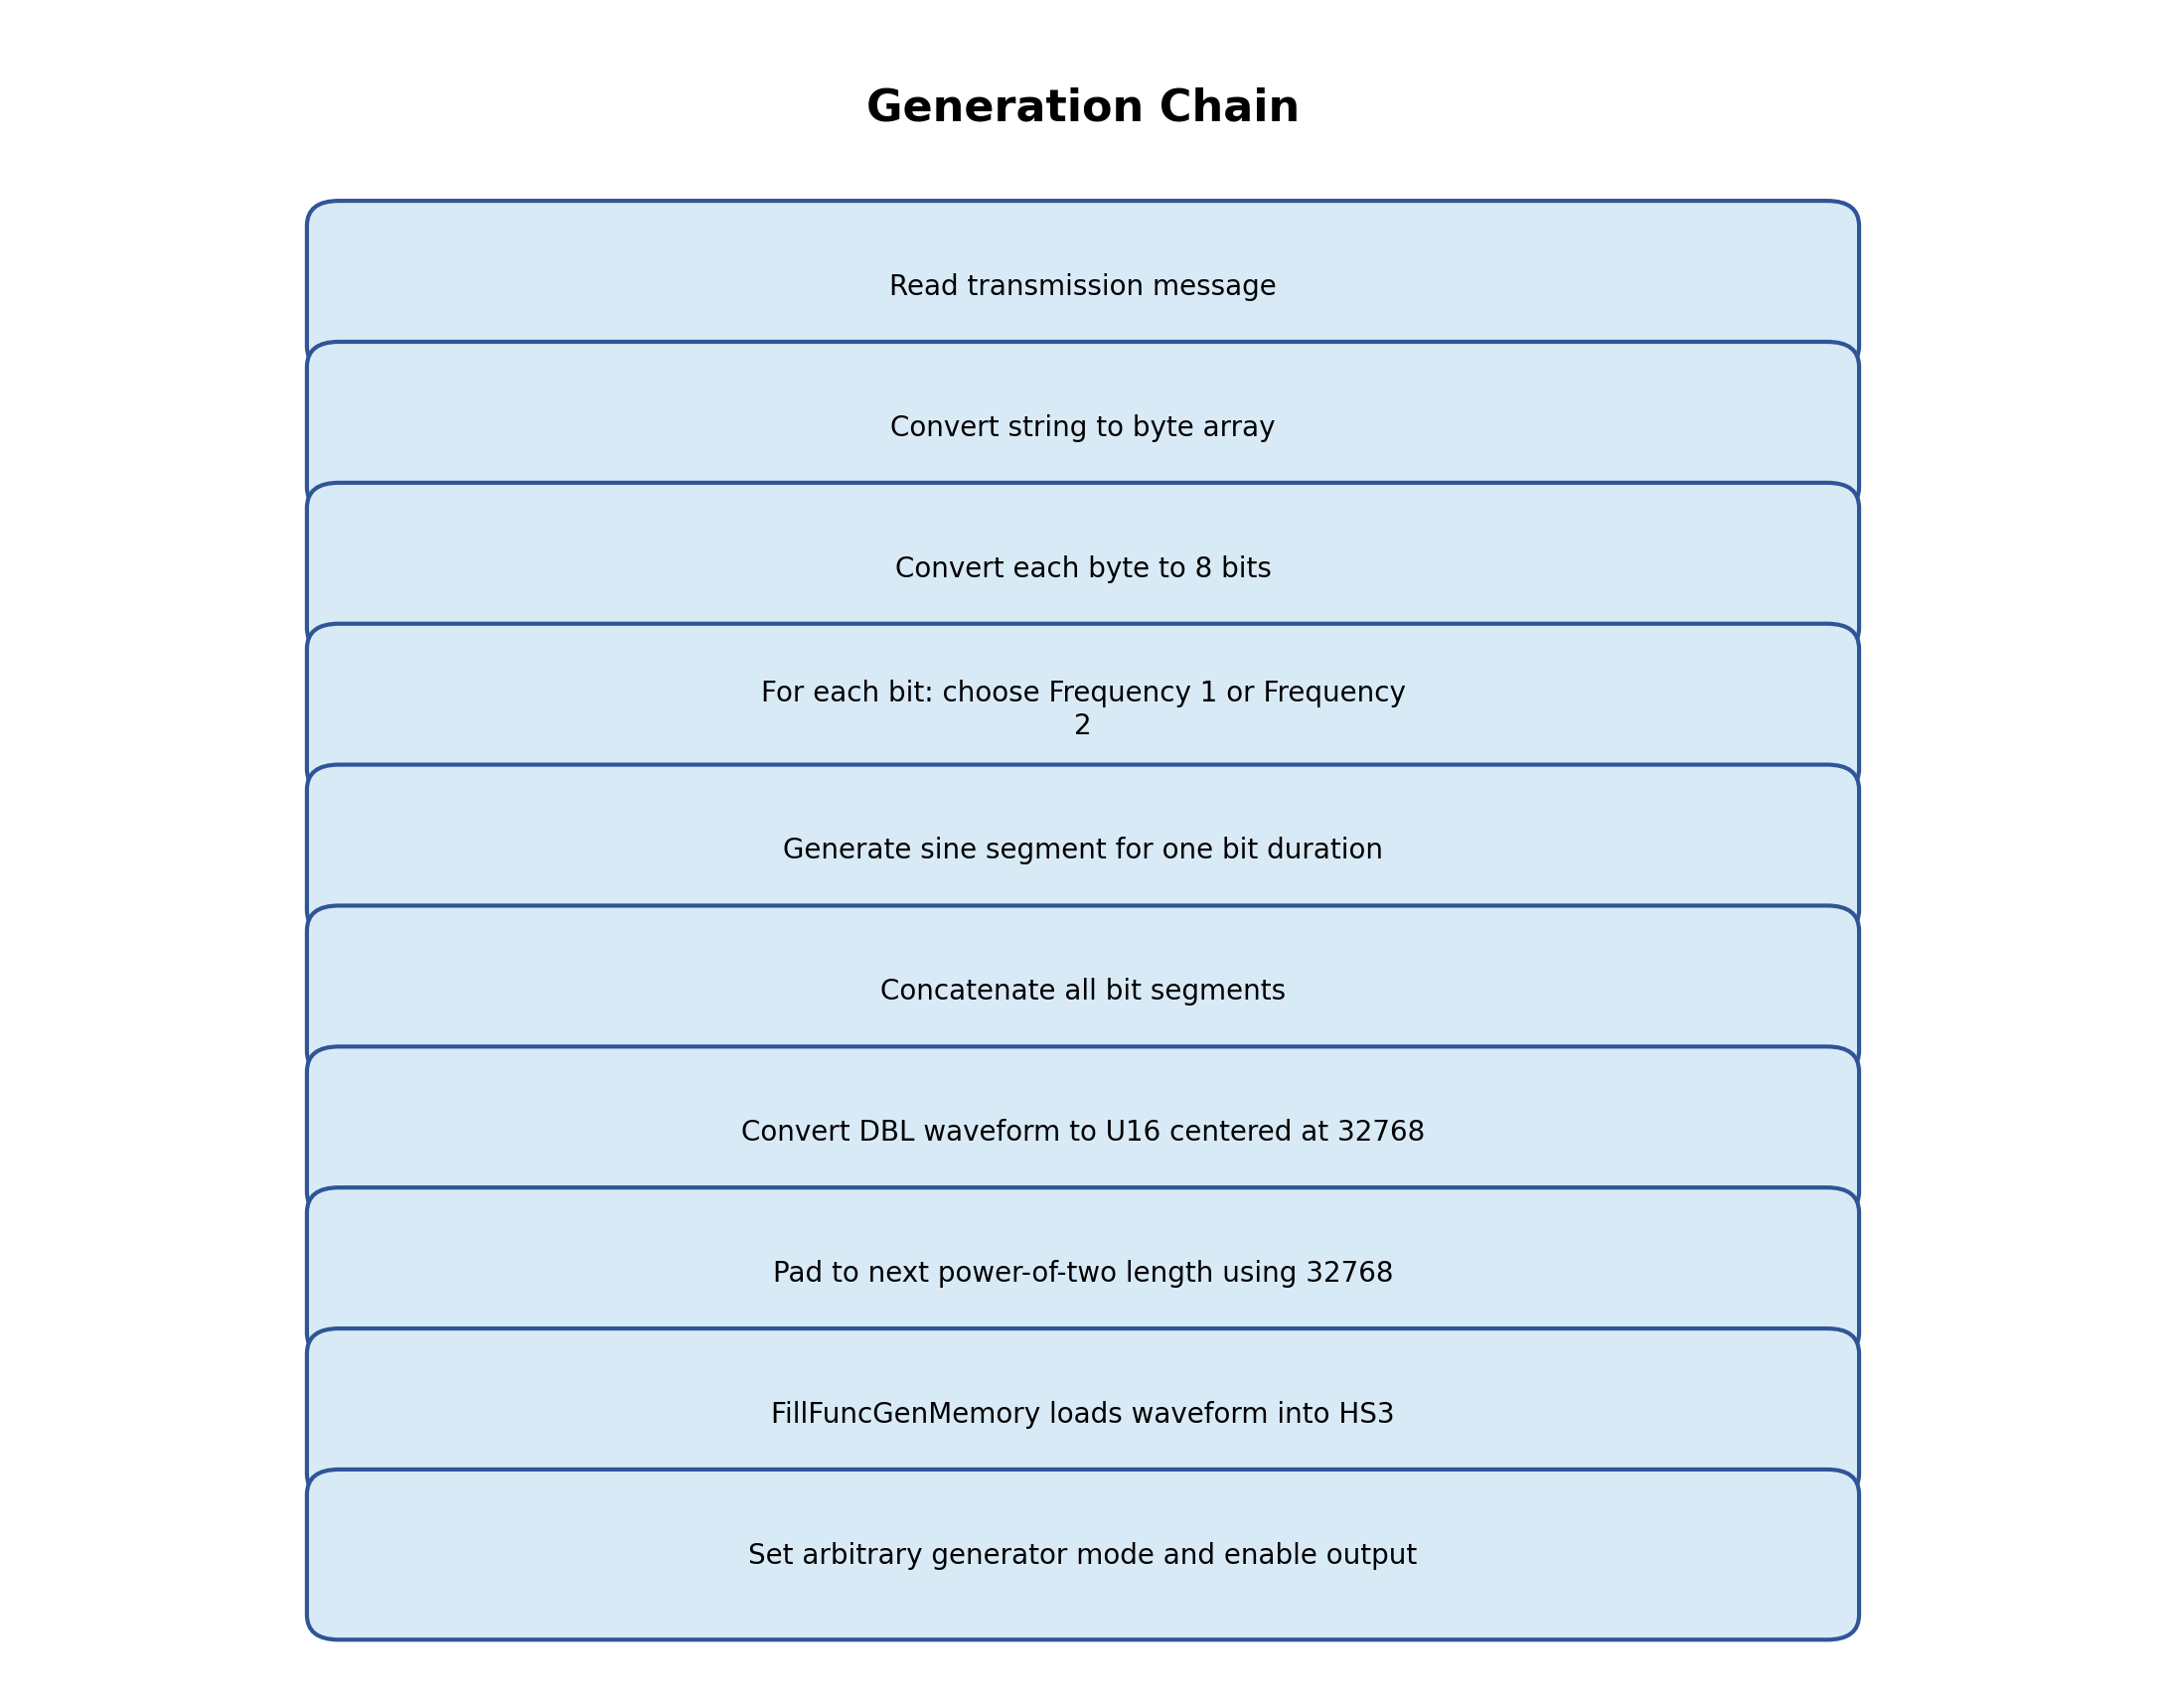 Generation Chain
Read transmission message
Convert string to byte array
Convert each byte to 8 bits
For each bit: choose Frequency 1 or Frequency
2
Generate sine segment for one bit duration
Concatenate all bit segments
Convert DBL waveform to U16 centered at 32768
Pad to next power-of-two length using 32768
FillFuncGenMemory loads waveform into HS3
Set arbitrary generator mode and enable output